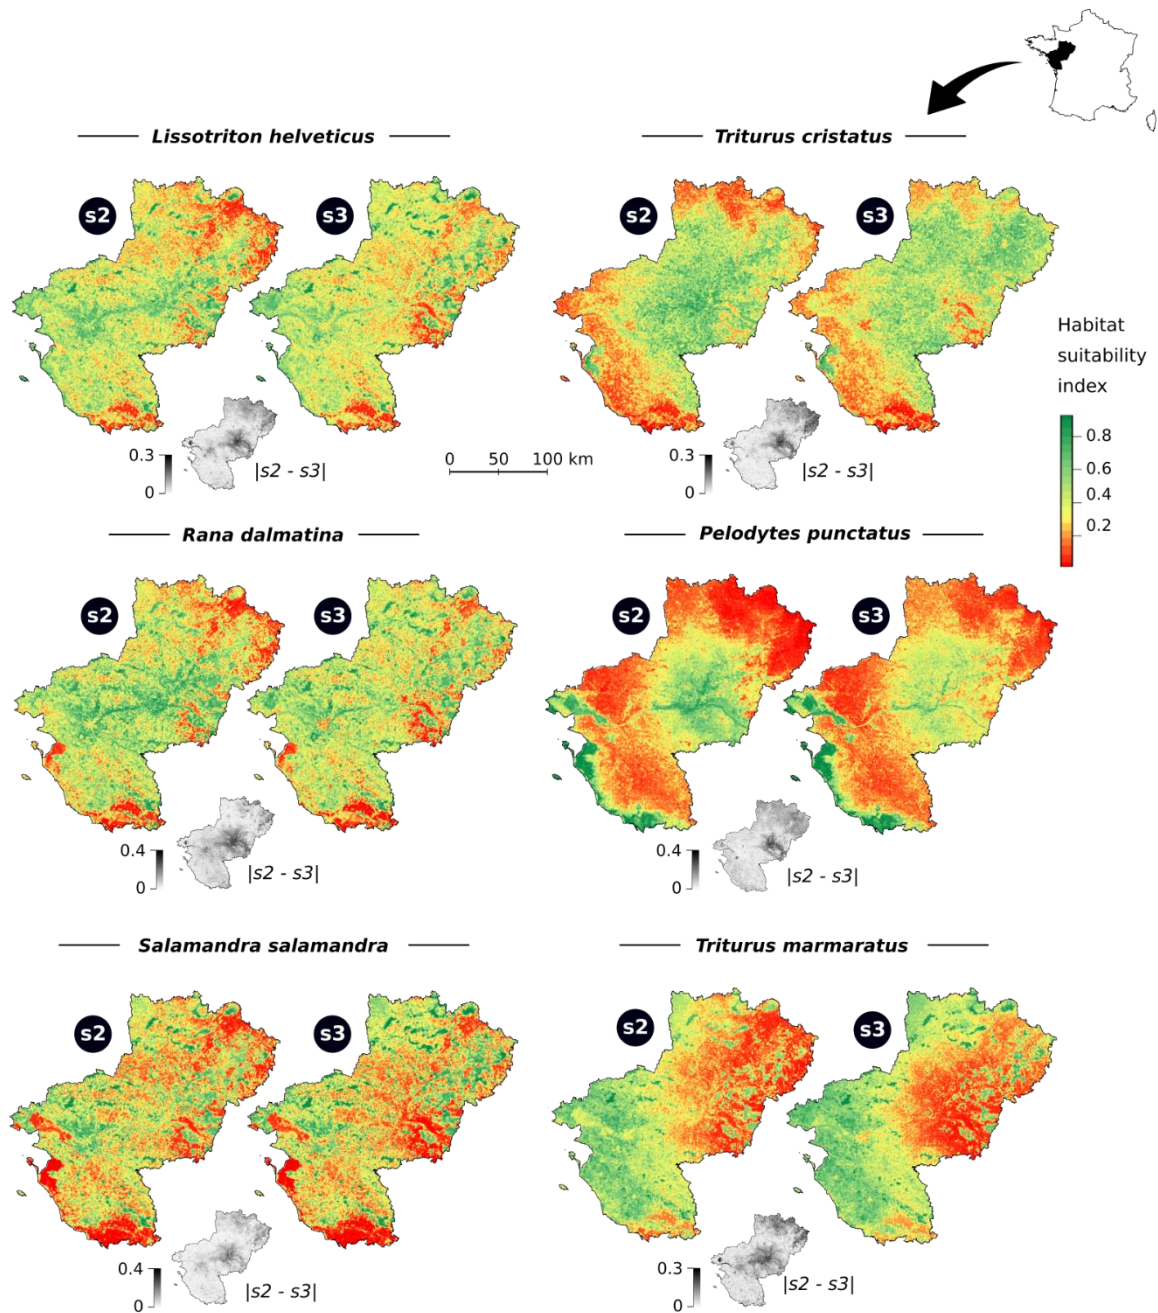 Lissotriton helveticus
Triturus cristatus
s2
s3
s2
s3
Habitat
suitability
index
0.8
0.6
0.4
0.2
0.3
0
|s2 - s3|
0 50 100 km
0.3
0
|s2 - s3|
Rana dalmatina
Pelodytes punctatus
s2
s3
s2
s3
0.4
0
|s2 - s3|
0.4
0
|s2 - s3|
Salamandra salamandra
Triturus marmaratus
s2
s3
s2
s3
0.4
0
|s2 - s3|
0.3
0
|s2 - s3|